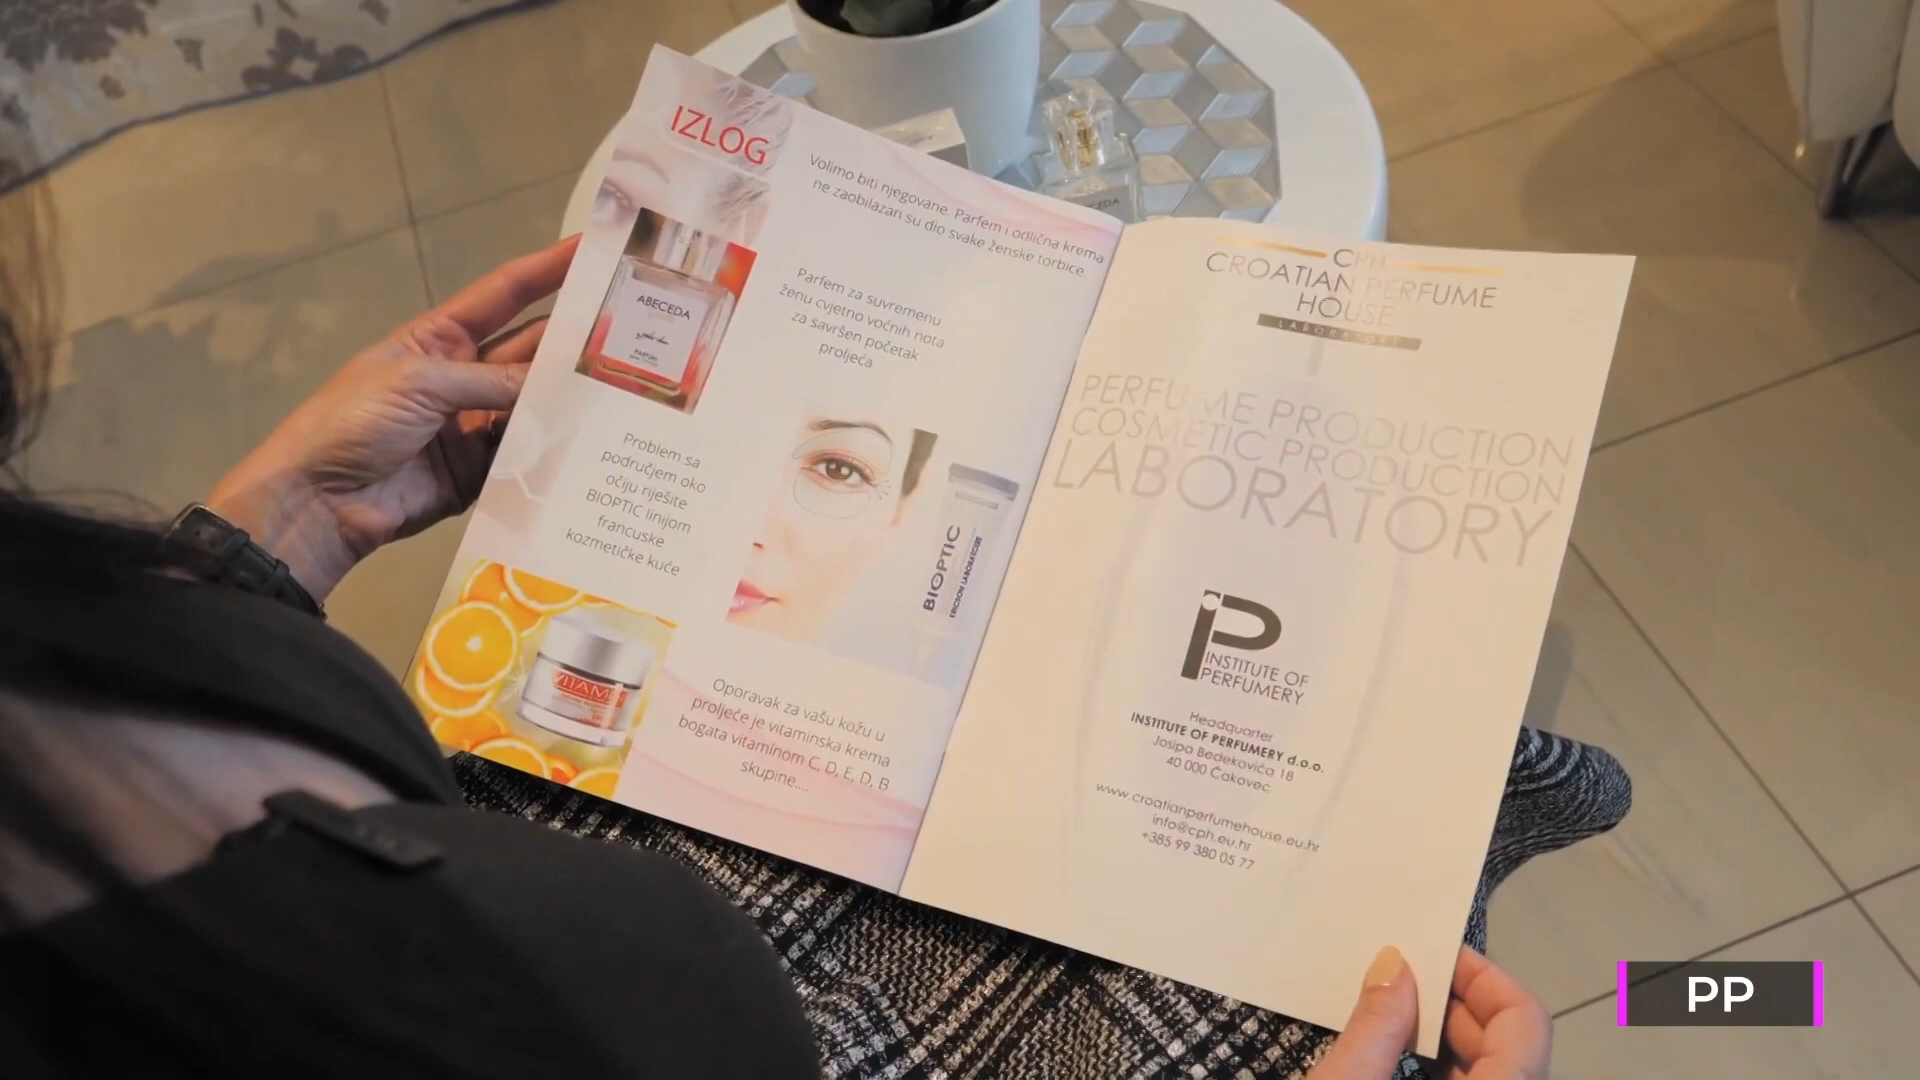 IZLOG
Volimo biti njegovane. Parfem i odlična krema
ne zaobilazan su dio svake ženske torbice.
ABECEDA
PARFUM
Parfem za suvremenu
ženu cvjetno voćnih nota
za savršen početak
proljeća
Problem sa
područjem oko
očiju riješite
BIOPTIC linijom
francuske
kozmetičke kuće
BIOPTIC
ERICSON LABORATOIRE
Oporavak za vašu kožu u
proljeće je vitaminska krema
bogata vitaminom C, D, E, D, B
skupine....
CPH
CROATIAN PERFUME
HOUSE
LABORATORY
PERFUME PRODUCTION
COSMETIC PRODUCTION
LABORATORY
iP
INSTITUTE OF
PERFUMERY
Headquarter
INSTITUTE OF PERFUMERY d.o.o.
Josipa Bedekovića 18
40 000 Čakovec
www.croatianperfumehouse.eu.hr
info@cph.eu.hr
+385 99 380 05 77
PP